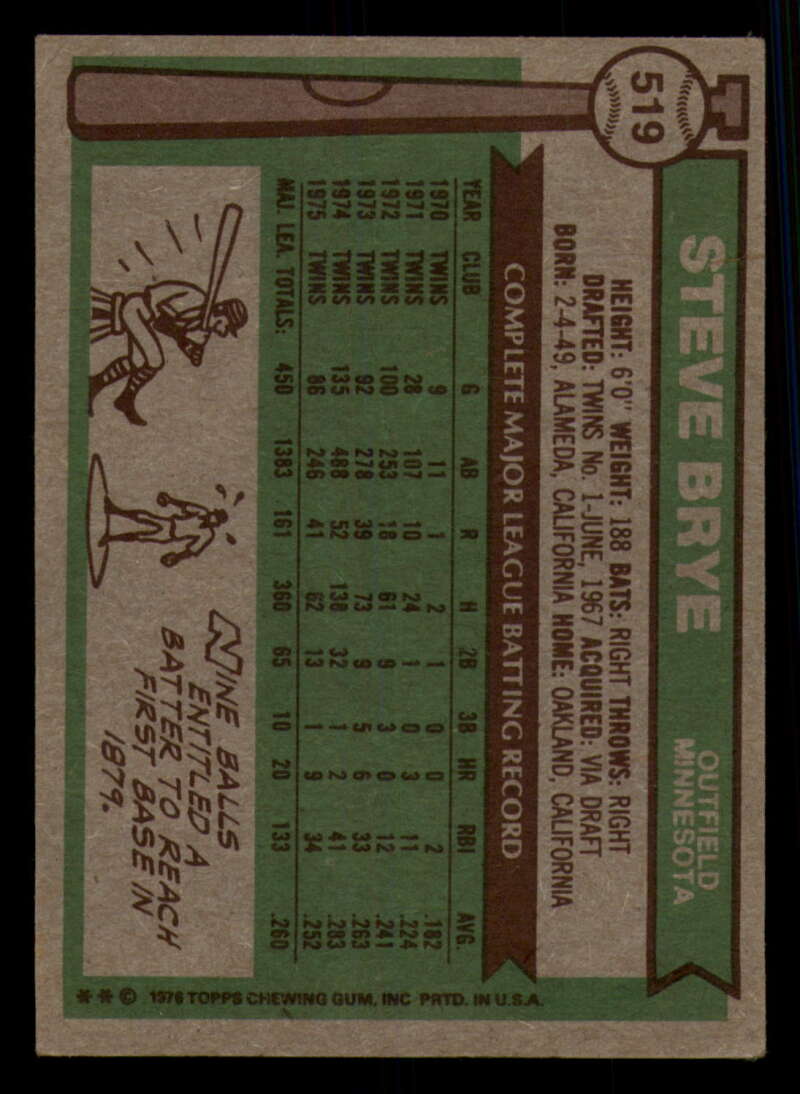 519
STEVE BRYE
OUTFIELD
MINNESOTA
HEIGHT: 6'0" WEIGHT: 188 BATS: RIGHT THROWS: RIGHT
DRAFTED: TWINS No. 1-JUNE, 1967 ACQUIRED: VIA DRAFT
BORN: 2-4-49, ALAMEDA, CALIFORNIA HOME: OAKLAND, CALIFORNIA
COMPLETE MAJOR LEAGUE BATTING RECORD
YEAR CLUB G AB R H 2B 3B HR RBI AVG.
1970 TWINS 9 11 1 2 1 0 0 2 .182
1971 TWINS 28 107 10 24 1 0 3 11 .224
1972 TWINS 100 253 18 61 9 3 0 12 .241
1973 TWINS 92 278 39 73 9 5 6 33 .263
1974 TWINS 135 488 52 138 32 1 2 41 .283
1975 TWINS 86 246 41 62 13 1 9 34 .252
MAJ. LEA. TOTALS: 450 1383 161 360 65 10 20 133 .260
NINE BALLS
ENTITLED A
BATTER TO REACH
FIRST BASE IN
1879.
* * © 1976 TOPPS CHEWING GUM, INC PRTD. IN U.S.A.